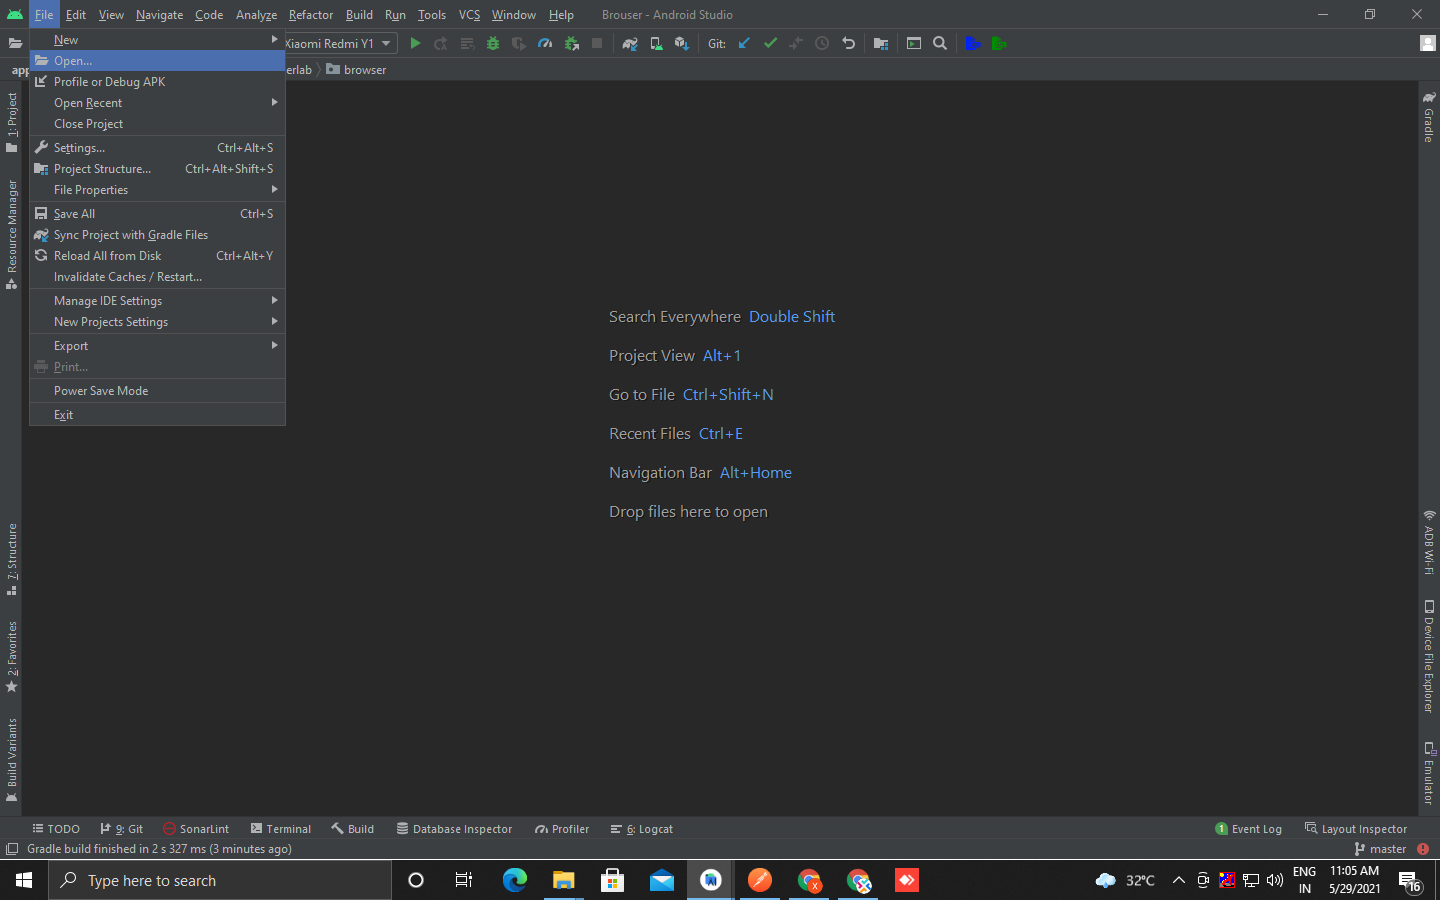 File Edit View Navigate Code Analyze Refactor Build Run Tools VCS Window Help Brouser - Android Studio
Xiaomi Redmi Y1 Git:
app erlab browser
New
Open...
Profile or Debug APK
Open Recent
Close Project
Settings... Ctrl+Alt+S
Project Structure... Ctrl+Alt+Shift+S
File Properties
Save All Ctrl+S
Sync Project with Gradle Files
Reload All from Disk Ctrl+Alt+Y
Invalidate Caches / Restart...
Manage IDE Settings
New Projects Settings
Export
Print...
Power Save Mode
Exit
1: Project
Resource Manager
7: Structure
2: Favorites
Build Variants
Search Everywhere Double Shift
Project View Alt+1
Go to File Ctrl+Shift+N
Recent Files Ctrl+E
Navigation Bar Alt+Home
Drop files here to open
Gradle
ADB Wi-Fi
Device File Explorer
Emulator
TODO 9: Git SonarLint Terminal Build Database Inspector Profiler 6: Logcat 1 Event Log Layout Inspector
Gradle build finished in 2 s 327 ms (3 minutes ago) master
Type here to search 32°C ENG IN 11:05 AM 5/29/2021 16